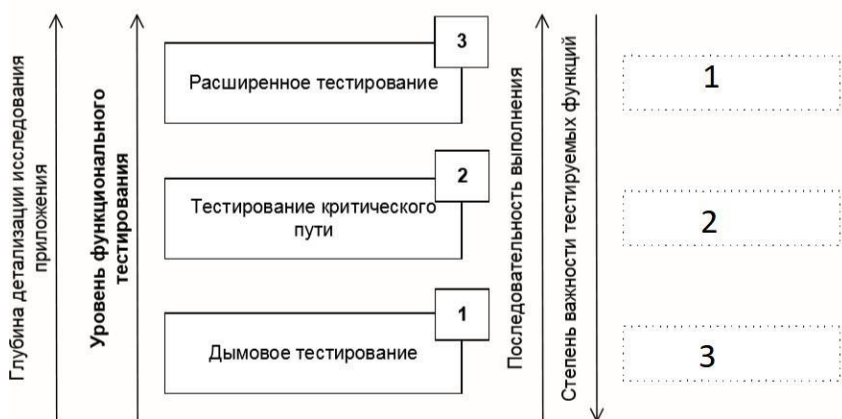 Глубина детализации исследования
приложения
Уровень функционального
тестирования
3
Расширенное тестирование
2
Тестирование критического
пути
1
Дымовое тестирование
Последовательность выполнения
Степень важности тестируемых функций
1
2
3